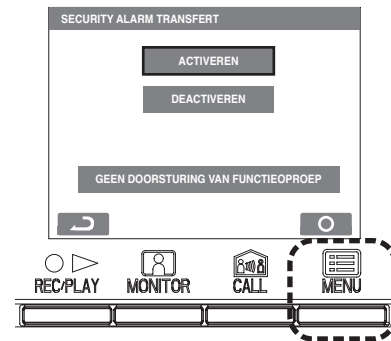 SECURITY ALARM TRANSFERT
ACTIVEREN
DEACTIVEREN
GEEN DOORSTURING VAN FUNCTIEOPROEP
REC/PLAY MONITOR CALL MENU